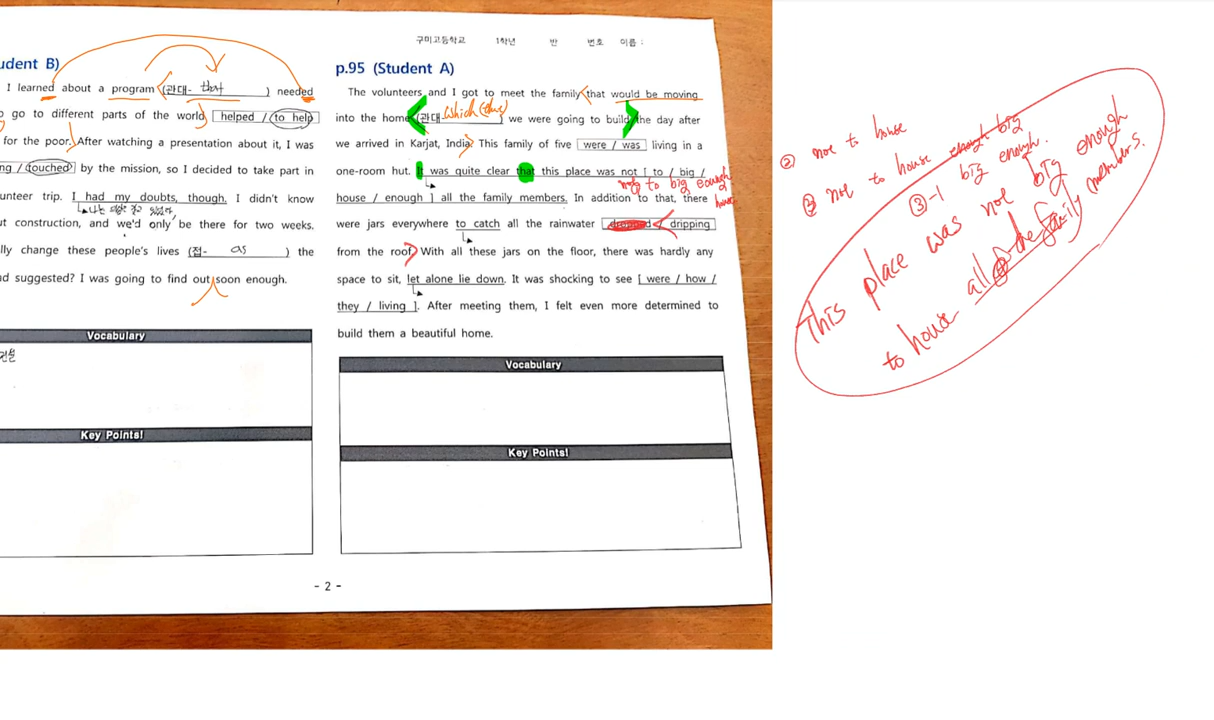 구미고등학교 1학년 반 번호 이름 :
udent B)
I learned about a program (관대- that ) needed
o go to different parts of the world helped / to help
for the poor. After watching a presentation about it, I was
ng / touched by the mission, so I decided to take part in
unteer trip. I had my doubts, though. I didn't know
ut construction, and we'd only be there for two weeks.
lly change these people's lives (접- as ) the
ad suggested? I was going to find out soon enough.
Vocabulary
건설
Key Points!
p.95 (Student A)
The volunteers and I got to meet the family that would be moving
into the home (관대- which (that) ) we were going to build the day after
we arrived in Karjat, India. This family of five were / was living in a
one-room hut. It was quite clear that this place was not [ to / big /
not to big enough
house / enough ] all the family members. In addition to that, there
house
were jars everywhere to catch all the rainwater dropped / dripping
from the roof. With all these jars on the floor, there was hardly any
space to sit, let alone lie down. It was shocking to see [ were / how /
they / living ]. After meeting them, I felt even more determined to
build them a beautiful home.
Vocabulary
Key Points!
- 2 -
② not to house
③ not to house enough big
③-1 big enough.
This place was not big enough
to house all the family members.